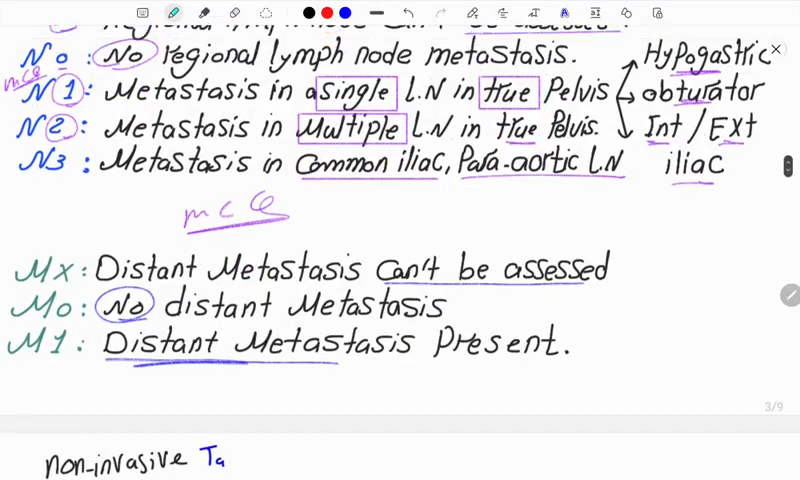 No : No regional lymph node metastasis. Hypogastric
mCQ
N1 : Metastasis in a single L.N in true Pelvis obturator
N2 : Metastasis in Multiple L.N in true Pelvis. Int / Ext
N3 : Metastasis in Common iliac, Para-aortic L.N iliac
mCQ
Mx : Distant Metastasis Can't be assessed
Mo : No distant Metastasis
M1 : Distant Metastasis Present.
3/9
non-invasive Ta